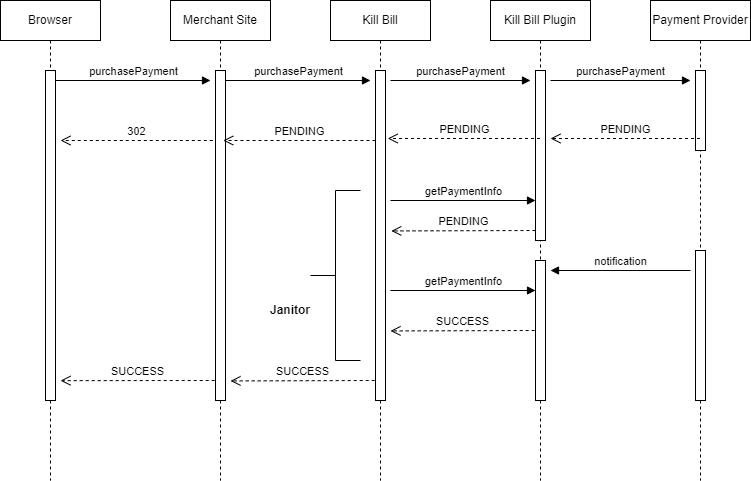 Browser
Merchant Site
Kill Bill
Kill Bill Plugin
Payment Provider
purchasePayment
purchasePayment
purchasePayment
purchasePayment
302
PENDING
PENDING
PENDING
getPaymentInfo
PENDING
notification
getPaymentInfo
Janitor
SUCCESS
SUCCESS
SUCCESS